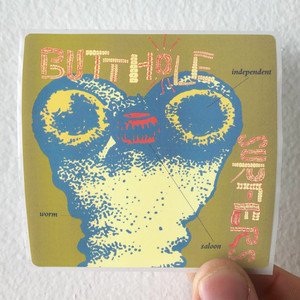 BUTTHOLE
independent
SURFERS
worm
saloon